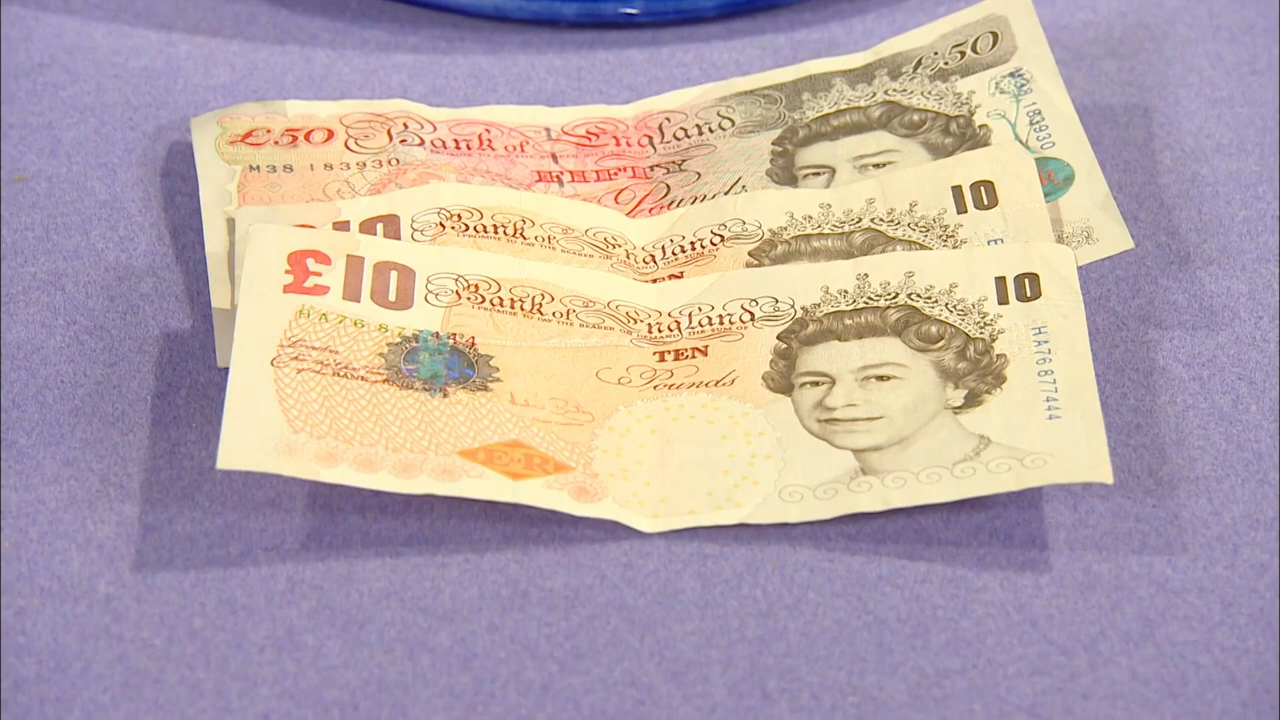 £50 Bank of England £50
I PROMISE TO PAY THE BEARER ON DEMAND THE SUM OF
M38 183930
M38 183930
FIFTY
Pounds
10 Bank of England 10
I PROMISE TO PAY THE BEARER ON DEMAND THE SUM OF
TEN
£10 Bank of England 10
I PROMISE TO PAY THE BEARER ON DEMAND THE SUM OF
HA76 877444
TEN
Pounds